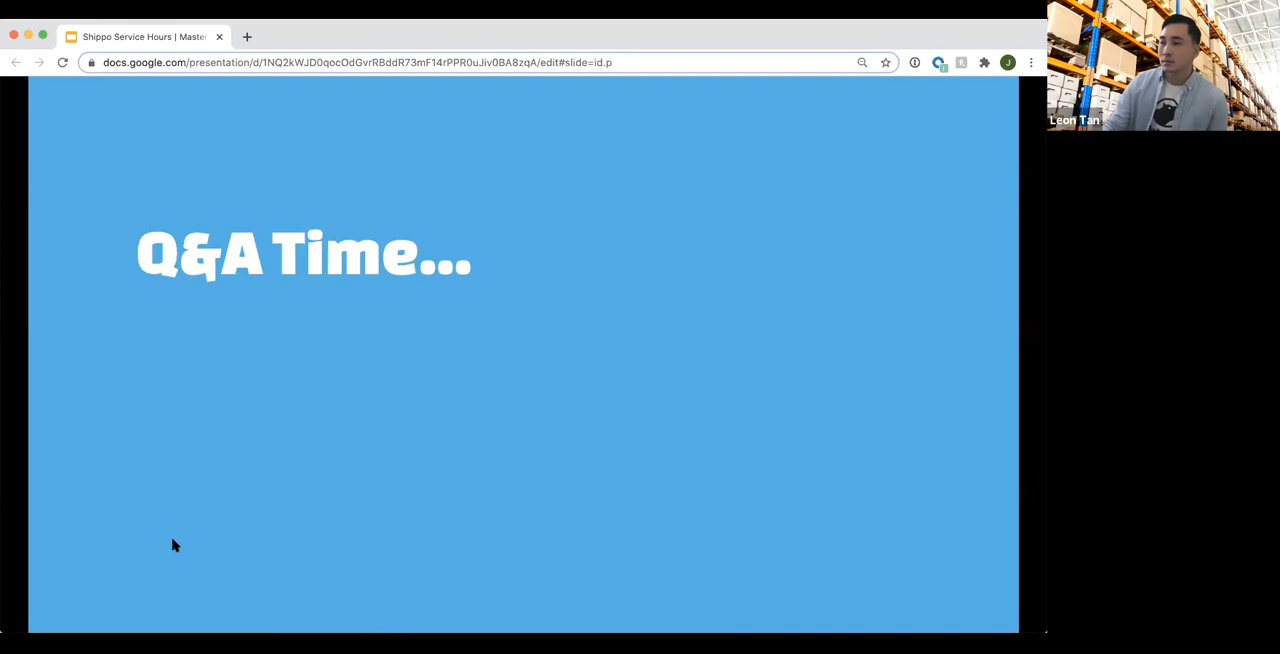 Shippo Service Hours | Master
docs.google.com/presentation/d/1NQ2kWJD0qocOdGvrRBddR73mF14rPPR0uJiv0BA8zqA/edit#slide=id.p
J
Leon Tan
Q&A Time...